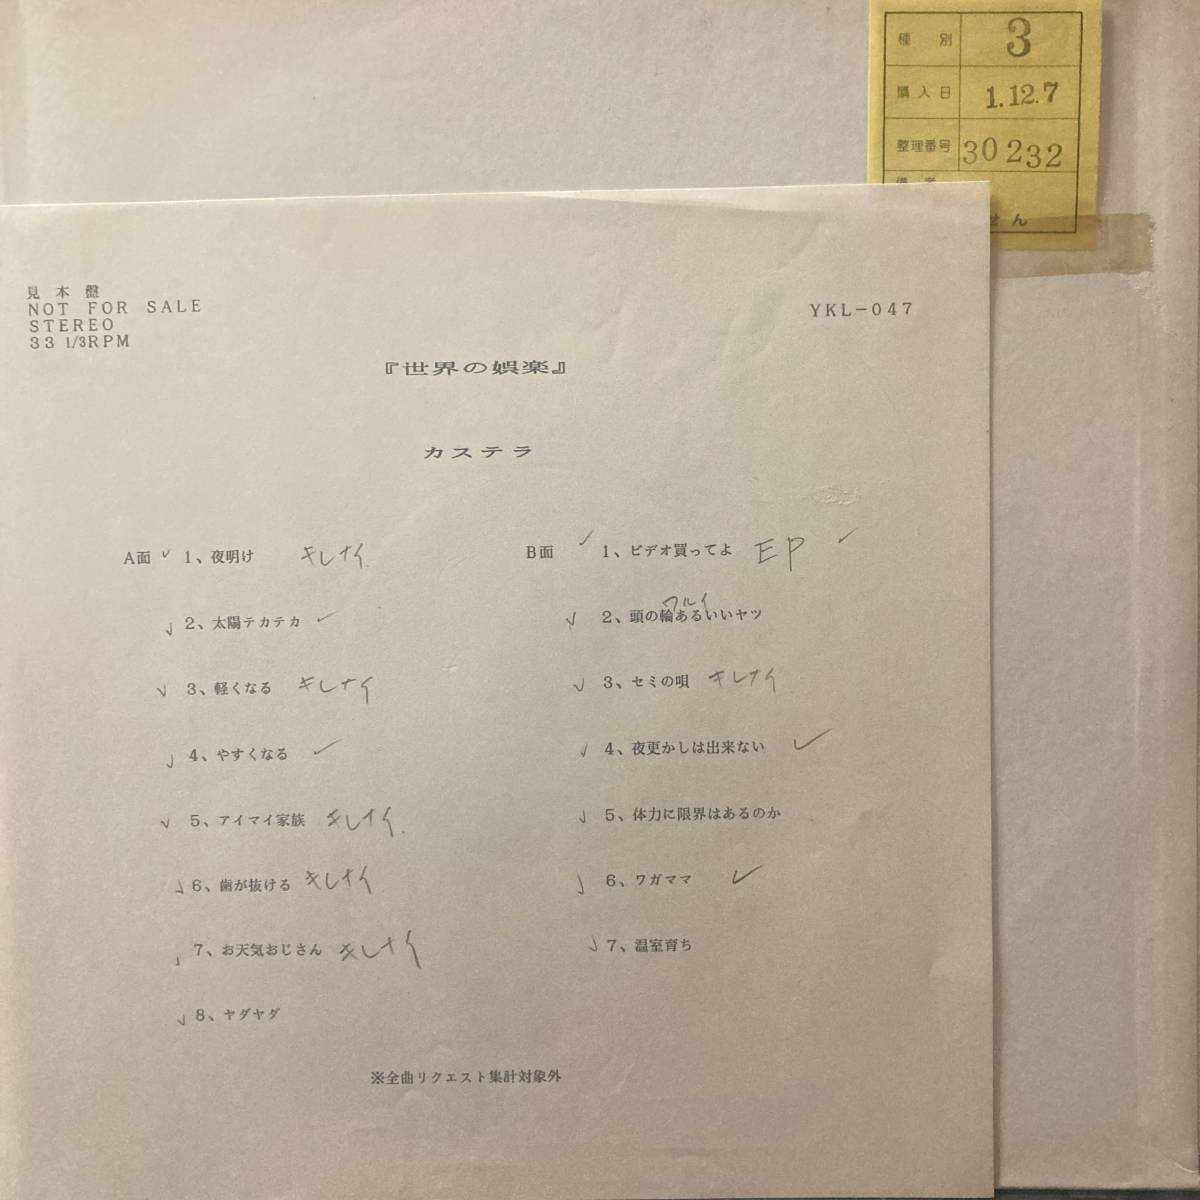 種 別 3
購入日 1.12.7
整理番号 30232
せん
見 本 盤
NOT FOR SALE
STEREO
33 1/3RPM
YKL-047
『世界の娯楽』
カステラ
A面 ✓ 1、夜明け キレナイ
✓ 2、太陽テカテカ ✓
✓ 3、軽くなる キレナイ
✓ 4、やすくなる ✓
✓ 5、アイマイ家族 キレナイ
✓ 6、歯が抜ける キレナイ
✓ 7、お天気おじさん キレナイ
✓ 8、ヤダヤダ
B面 ✓ 1、ビデオ買ってよ EP ✓
ワルイ
✓ 2、頭の輪あるいいヤツ
✓ 3、セミの唄 キレナイ
✓ 4、夜更かしは出来ない ✓
✓ 5、体力に限界はあるのか
✓ 6、ワガママ ✓
✓ 7、温室育ち
※全曲リクエスト集計対象外